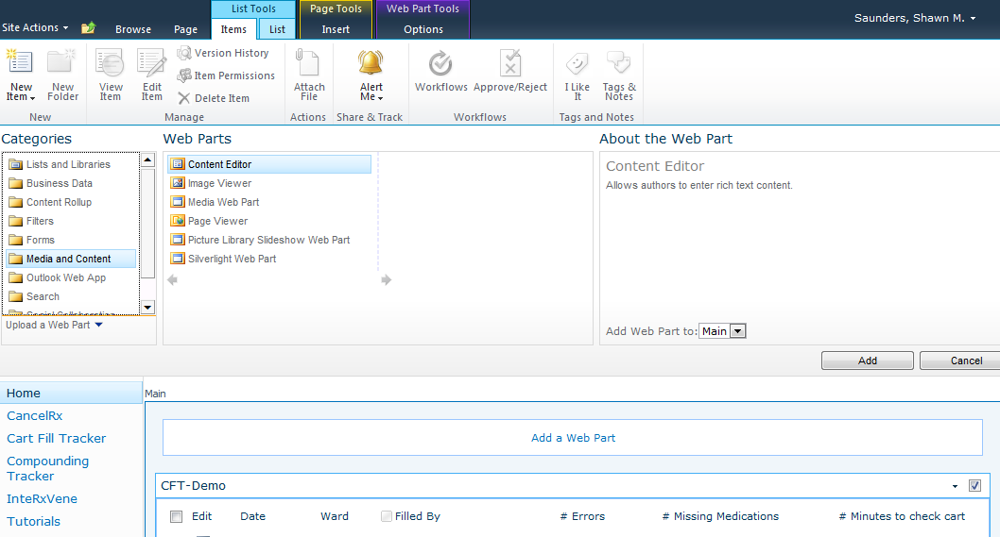 List Tools
Page Tools
Web Part Tools
Saunders, Shawn M.
Site Actions
Browse
Page
Items
List
Insert
Options
New Item
New Folder
View Item
Edit Item
Version History
Item Permissions
Delete Item
Attach File
Alert Me
Workflows
Approve/Reject
I Like It
Tags & Notes
New
Manage
Actions
Share & Track
Workflows
Tags and Notes
Categories
Lists and Libraries
Business Data
Content Rollup
Filters
Forms
Media and Content
Outlook Web App
Search
Social Collaboration
Upload a Web Part
Web Parts
Content Editor
Image Viewer
Media Web Part
Page Viewer
Picture Library Slideshow Web Part
Silverlight Web Part
About the Web Part
Content Editor
Allows authors to enter rich text content.
Add Web Part to: Main
Add
Cancel
Home
CancelRx
Cart Fill Tracker
Compounding
Tracker
InteRxVene
Tutorials
Main
Add a Web Part
CFT-Demo
Edit Date Ward Filled By # Errors # Missing Medications # Minutes to check cart